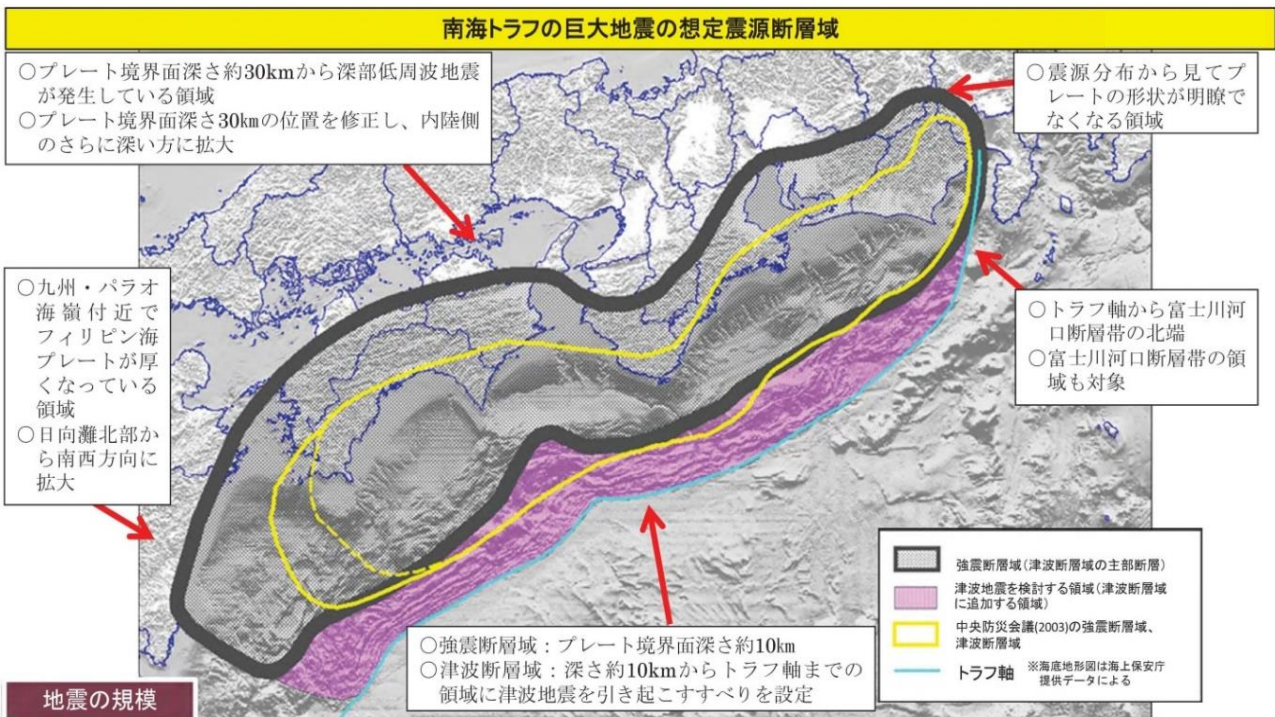 南海トラフの巨大地震の想定震源断層域
○プレート境界面深さ約30kmから深部低周波地震
が発生している領域
○プレート境界面深さ30kmの位置を修正し、内陸側
のさらに深い方に拡大
○震源分布から見てプ
レートの形状が明瞭で
なくなる領域
○九州・パラオ
海嶺付近で
フィリピン海
プレートが厚
くなっている
領域
○日向灘北部か
ら南西方向に
拡大
○トラフ軸から富士川河
口断層帯の北端
○富士川河口断層帯の領
域も対象
○強震断層域：プレート境界面深さ約10km
○津波断層域：深さ約10kmからトラフ軸までの
領域に津波地震を引き起こすすべりを設定
強震断層域(津波断層域の主部断層)
津波地震を検討する領域(津波断層域
に追加する領域)
中央防災会議(2003)の強震断層域、
津波断層域
トラフ軸 ※海底地形図は海上保安庁
提供データによる
地震の規模